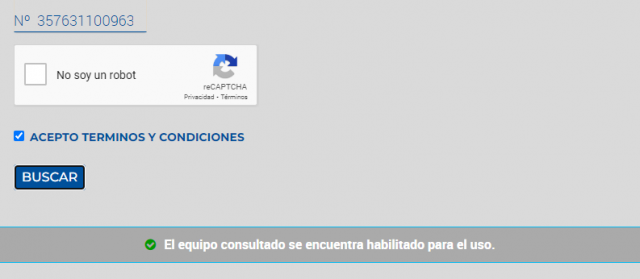 Nº 357631100963
No soy un robot
reCAPTCHA
Privacidad - Términos
ACEPTO TERMINOS Y CONDICIONES
BUSCAR
El equipo consultado se encuentra habilitado para el uso.